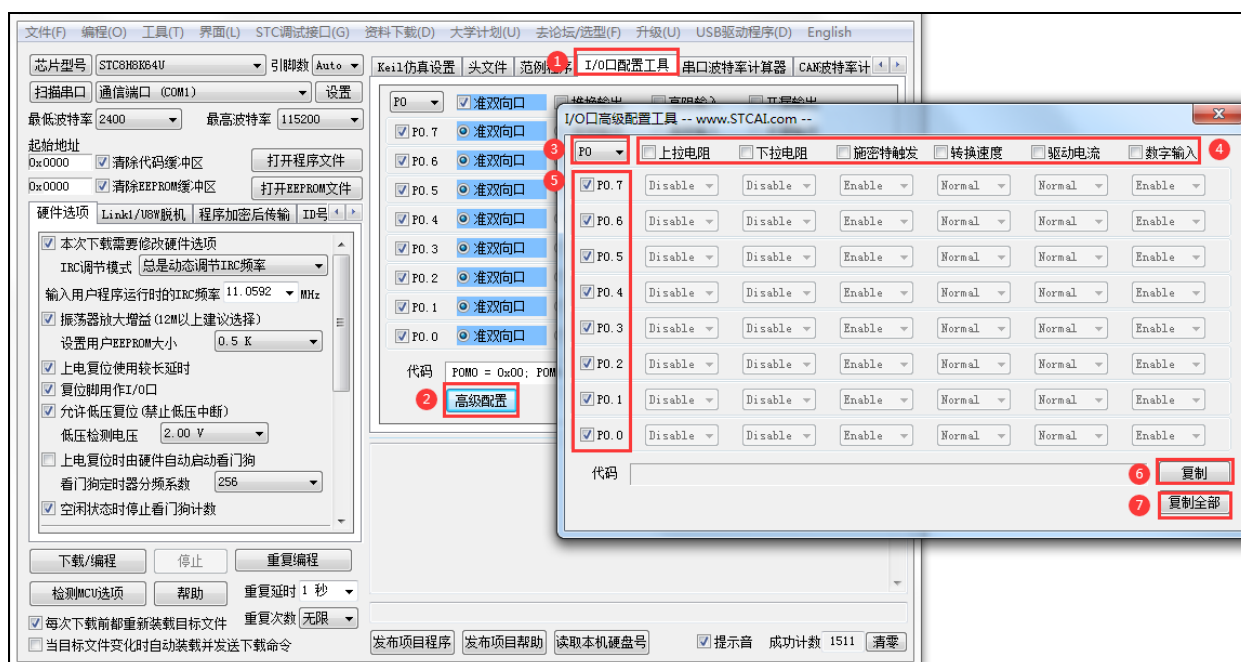 文件(F) 编程(O) 工具(T) 界面(L) STC调试接口(G) 资料下载(D) 大学计划(U) 去论坛/选型(F) 升级(U) USB驱动程序(D) English
芯片型号 STC8H8K64U 引脚数 Auto
扫描串口 通信端口 (COM1) 设置
最低波特率 2400 最高波特率 115200
起始地址
0x0000 清除代码缓冲区 打开程序文件
0x0000 清除EEPROM缓冲区 打开EEPROM文件
硬件选项 Link1/U8W脱机 程序加密后传输 ID号
本次下载需要修改硬件选项
IRC调节模式 总是动态调节IRC频率
输入用户程序运行时的IRC频率 11.0592 MHz
振荡器放大增益(12M以上建议选择)
设置用户EEPROM大小 0.5 K
上电复位使用较长延时
复位脚用作I/O口
允许低压复位(禁止低压中断)
低压检测电压 2.00 V
上电复位时由硬件自动启动看门狗
看门狗定时器分频系数 256
空闲状态时停止看门狗计数
下载/编程 停止 重复编程
检测MCU选项 帮助 重复延时 1 秒
每次下载前都重新装载目标文件 重复次数 无限
当目标文件变化时自动装载并发送下载命令
Keil仿真设置 头文件 范例程序 1 I/O口配置工具 串口波特率计算器 CAN波特率计
P0 准双向口 推挽输出 高阻输入 开漏输出
P0.7 准双向口
P0.6 准双向口
P0.5 准双向口
P0.4 准双向口
P0.3 准双向口
P0.2 准双向口
P0.1 准双向口
P0.0 准双向口
代码 P0M0 = 0x00; P0M
2 高级配置
I/O口高级配置工具 -- www.STCAI.com --
3 P0 上拉电阻 下拉电阻 施密特触发 转换速度 驱动电流 数字输入 4
5 P0.7 Disable Disable Enable Normal Normal Enable
P0.6 Disable Disable Enable Normal Normal Enable
P0.5 Disable Disable Enable Normal Normal Enable
P0.4 Disable Disable Enable Normal Normal Enable
P0.3 Disable Disable Enable Normal Normal Enable
P0.2 Disable Disable Enable Normal Normal Enable
P0.1 Disable Disable Enable Normal Normal Enable
P0.0 Disable Disable Enable Normal Normal Enable
代码 6 复制
7 复制全部
发布项目程序 发布项目帮助 读取本机硬盘号 提示音 成功计数 1511 清零